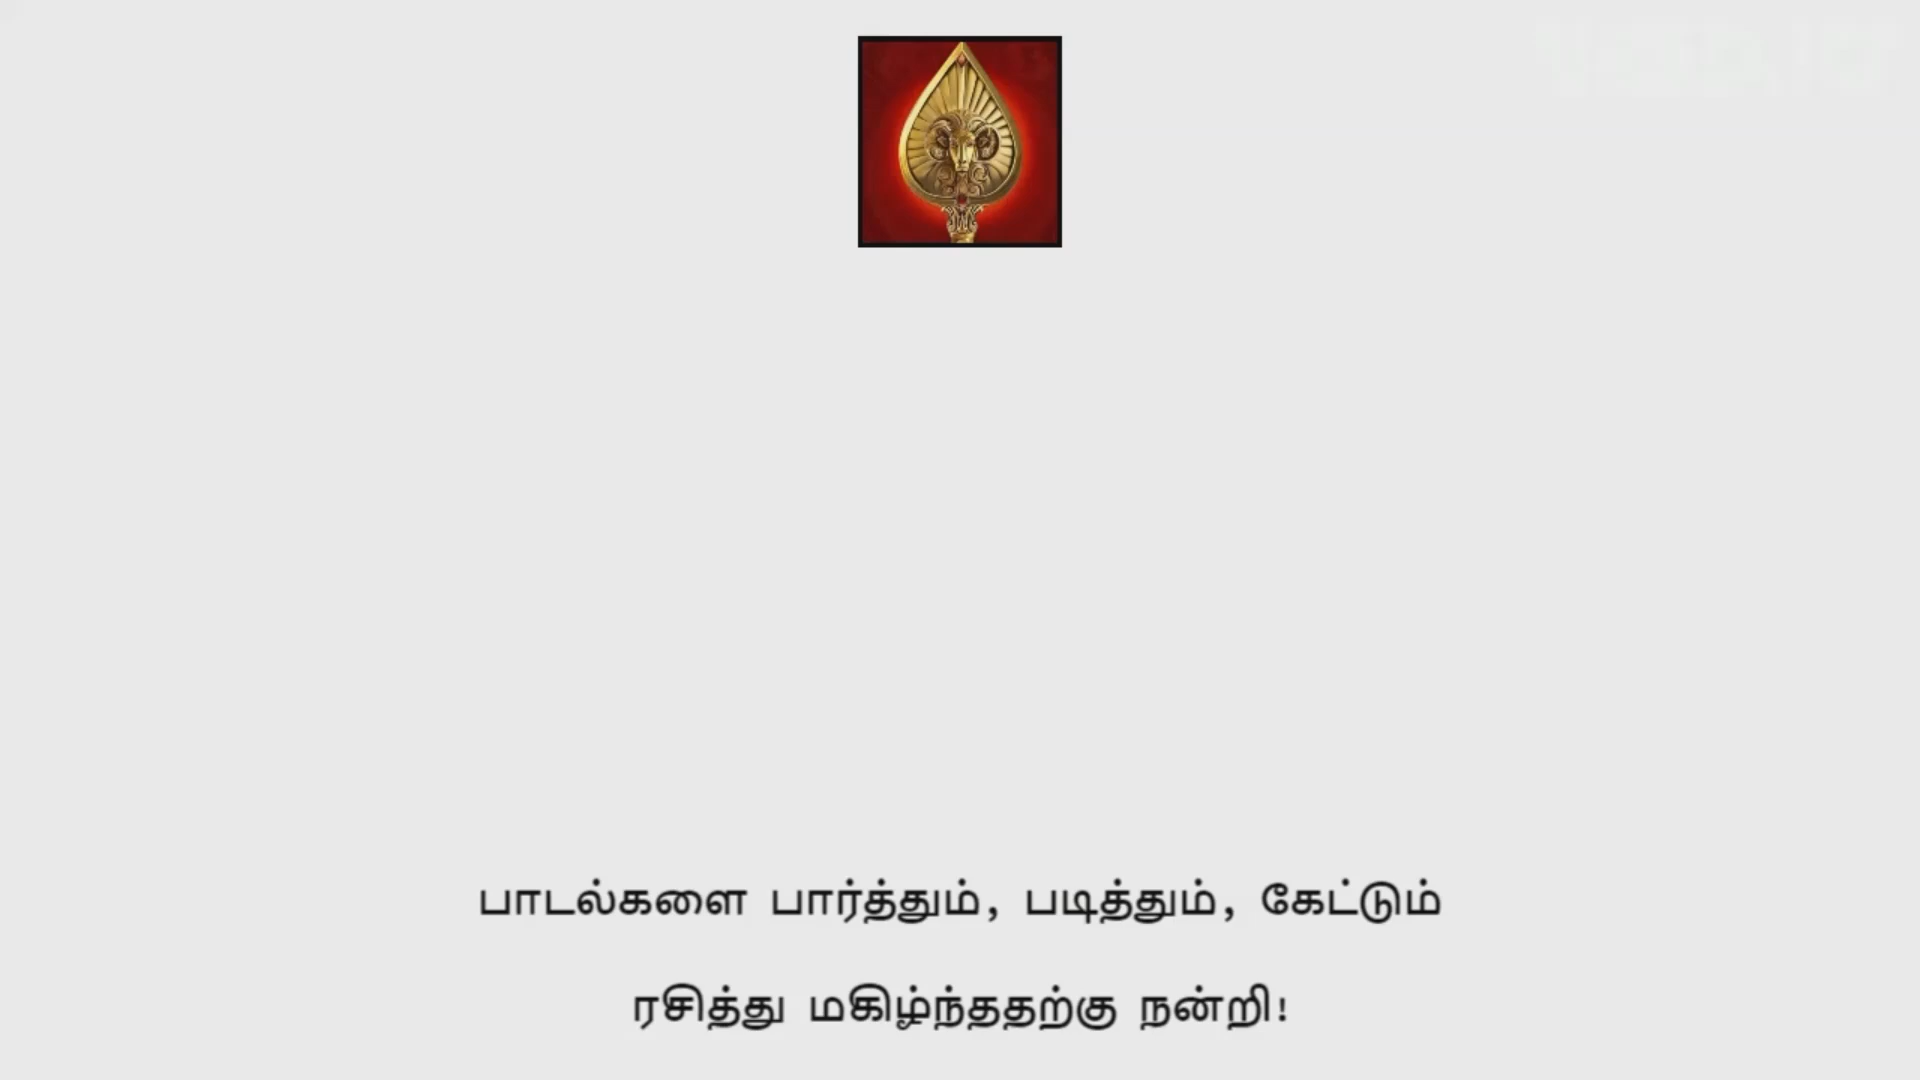 பாடல்களை பார்த்தும், படித்தும், கேட்டும்
ரசித்து மகிழ்ந்ததற்கு நன்றி!